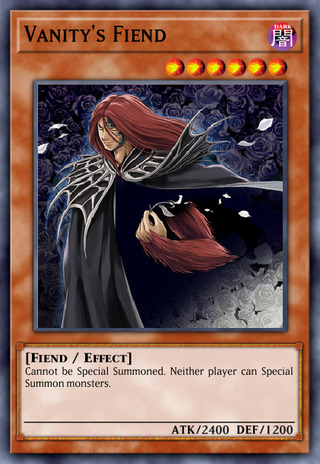 Vanity's Fiend
DARK
闇
[Fiend / Effect]
Cannot be Special Summoned. Neither player can Special
Summon monsters.
ATK/2400 DEF/1200